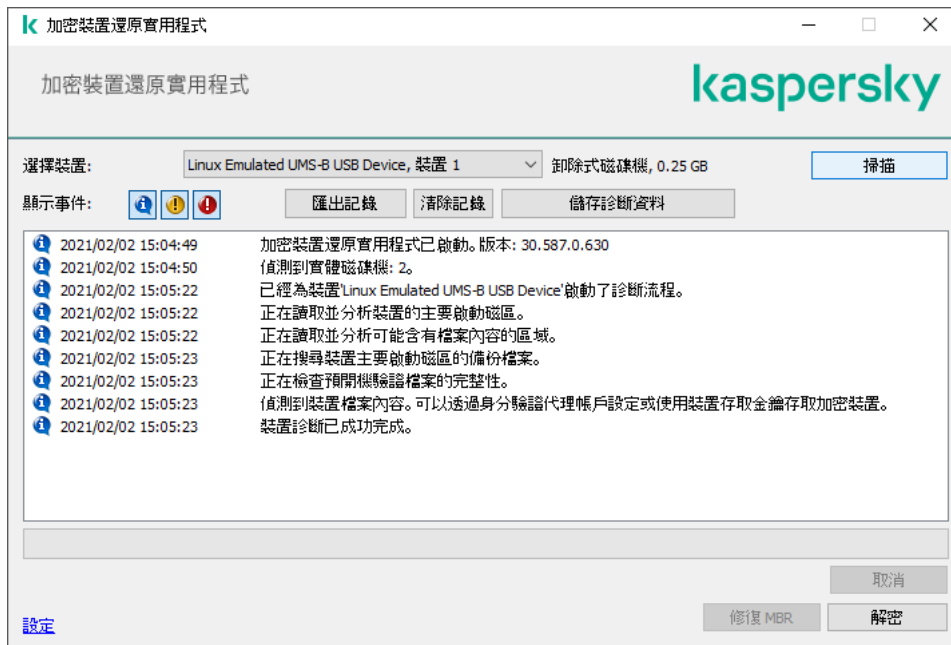 加密裝置還原實用程式
加密裝置還原實用程式
kaspersky
選擇裝置: Linux Emulated UMS-B USB Device, 裝置 1 卸除式磁碟機, 0.25 GB 掃描
顯示事件: 匯出記錄 清除記錄 儲存診斷資料
2021/02/02 15:04:49 加密裝置還原實用程式已啟動。版本: 30.587.0.630
2021/02/02 15:04:50 偵測到實體磁碟機: 2。
2021/02/02 15:05:22 已經為裝置'Linux Emulated UMS-B USB Device'啟動了診斷流程。
2021/02/02 15:05:22 正在讀取並分析裝置的主要啟動磁區。
2021/02/02 15:05:22 正在讀取並分析可能含有檔案內容的區域。
2021/02/02 15:05:23 正在搜尋裝置主要啟動磁區的備份檔案。
2021/02/02 15:05:23 正在檢查預開機驗證檔案的完整性。
2021/02/02 15:05:23 偵測到裝置檔案內容。可以透過身分驗證代理帳戶設定或使用裝置存取金鑰存取加密裝置。
2021/02/02 15:05:23 裝置診斷已成功完成。
取消
設定 修復 MBR 解密